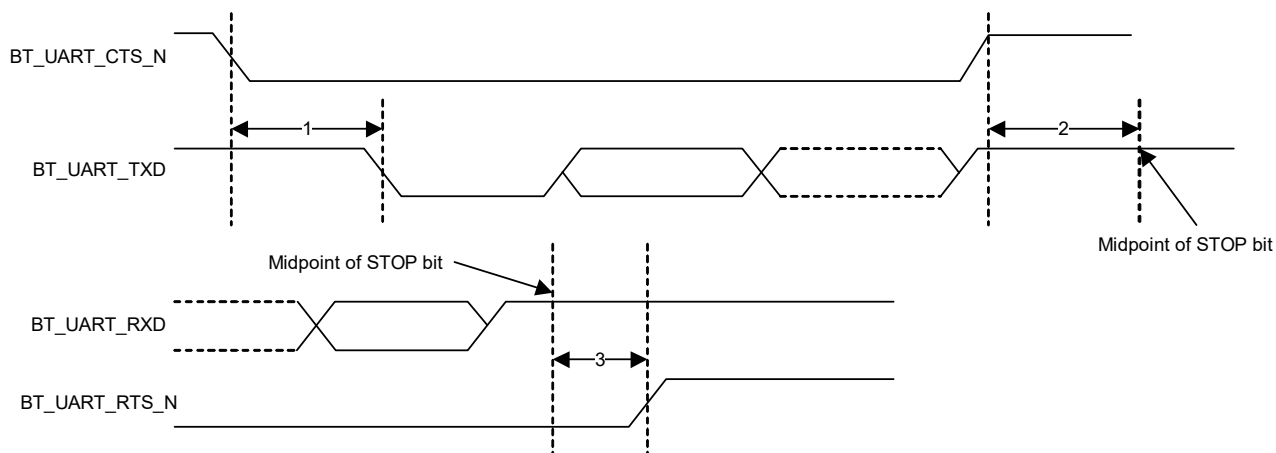 BT_UART_CTS_N
1
2
BT_UART_TXD
Midpoint of STOP bit
Midpoint of STOP bit
BT_UART_RXD
3
BT_UART_RTS_N